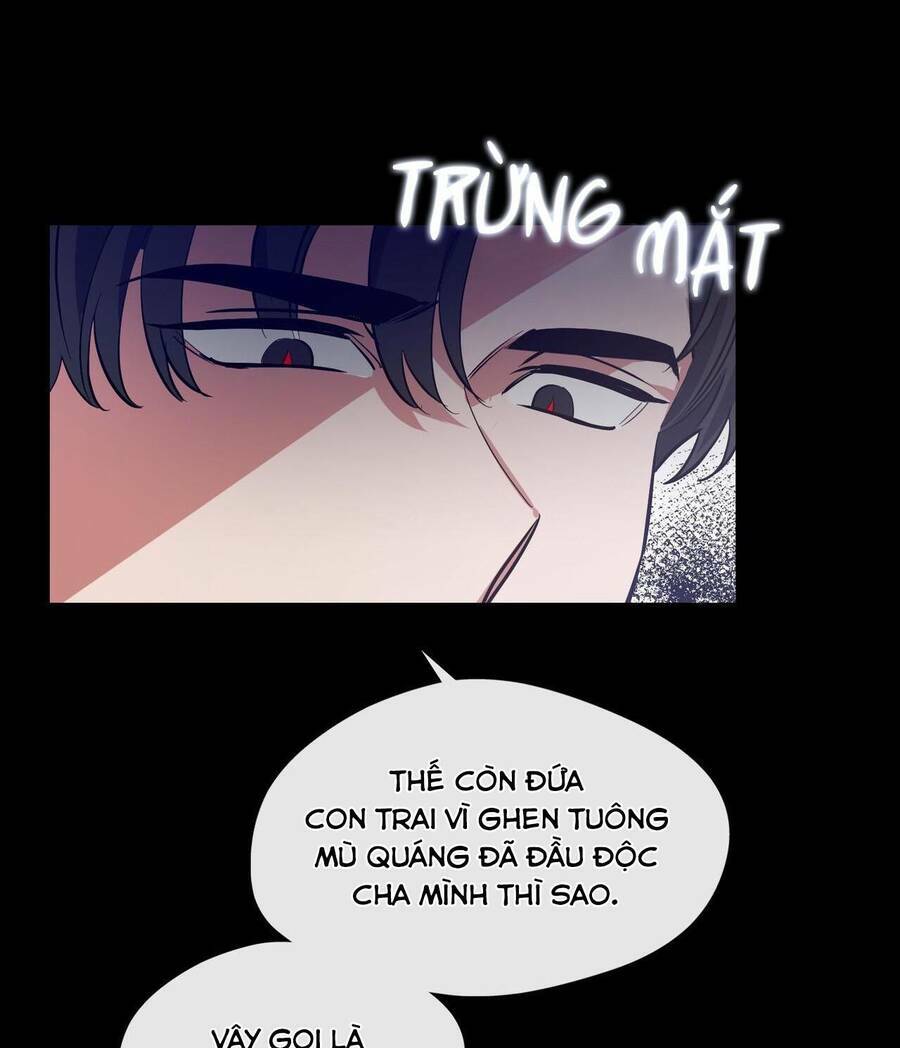 TRỪNG MẮT
THẾ CÒN ĐỨA
CON TRAI VÌ GHEN TUÔNG
MÙ QUÁNG ĐÃ ĐẦU ĐỘC
CHA MÌNH THÌ SAO.
VẬY GỌI LÀ